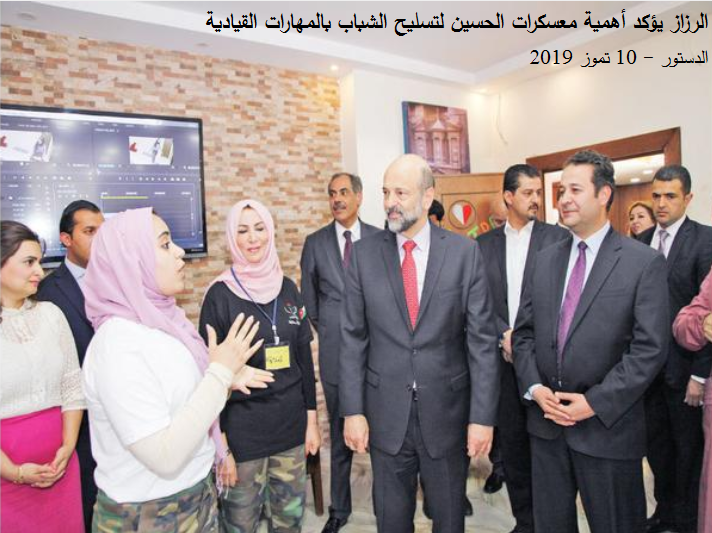 الرزاز يؤكد أهمية معسكرات الحسين لتسليح الشباب بالمهارات القيادية
الدستور - 10 تموز 2019